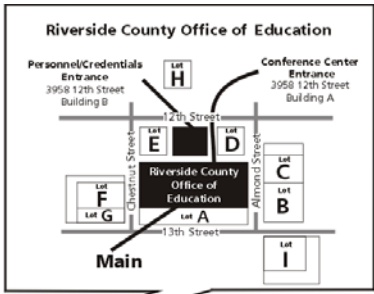 Riverside County Office of Education
Personnel/Credentials
Entrance
3958 12th Street
Building B
Lot
H
Conference Center
Entrance
3958 12th Street
Building A
12th Street
Lot
E
Lot
D
Chestnut Street
Almond Street
Riverside County
Office of
Education
Lot
C
B
Lot
F
Lot G
Lot A
13th Street
Main
Lot
I